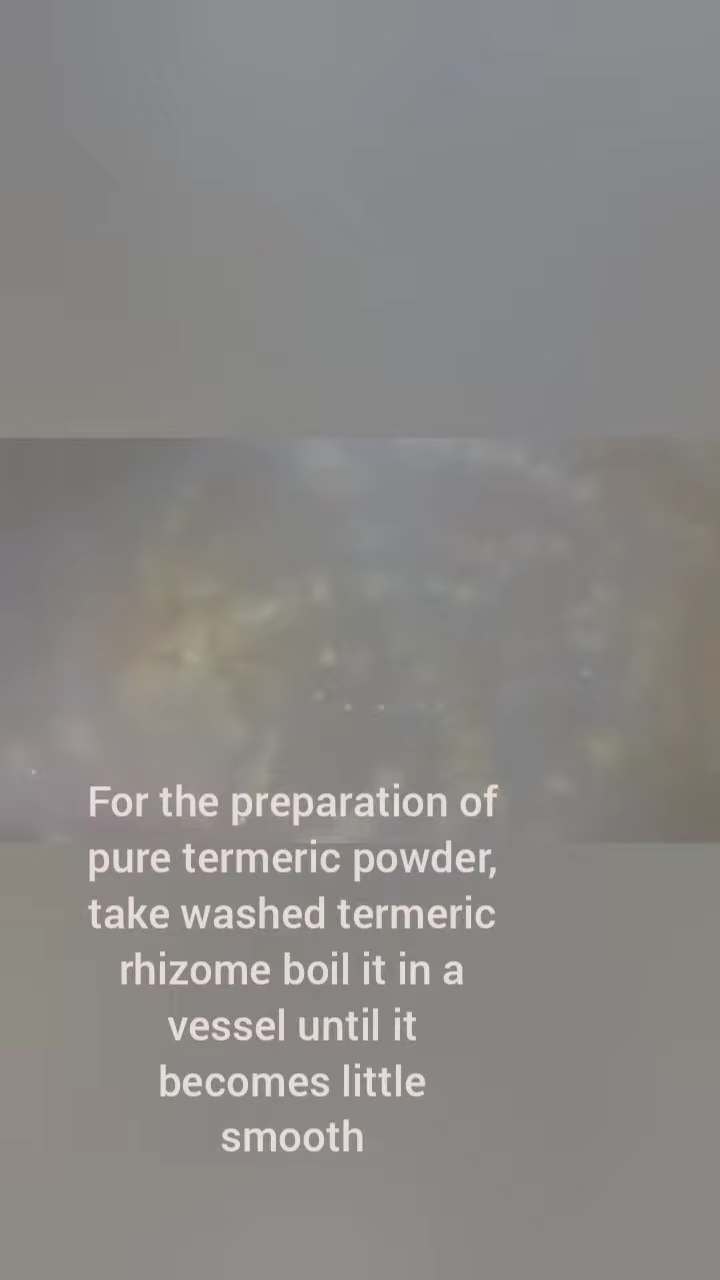 For the preparation of
pure termeric powder,
take washed termeric
rhizome boil it in a
vessel until it
becomes little
smooth